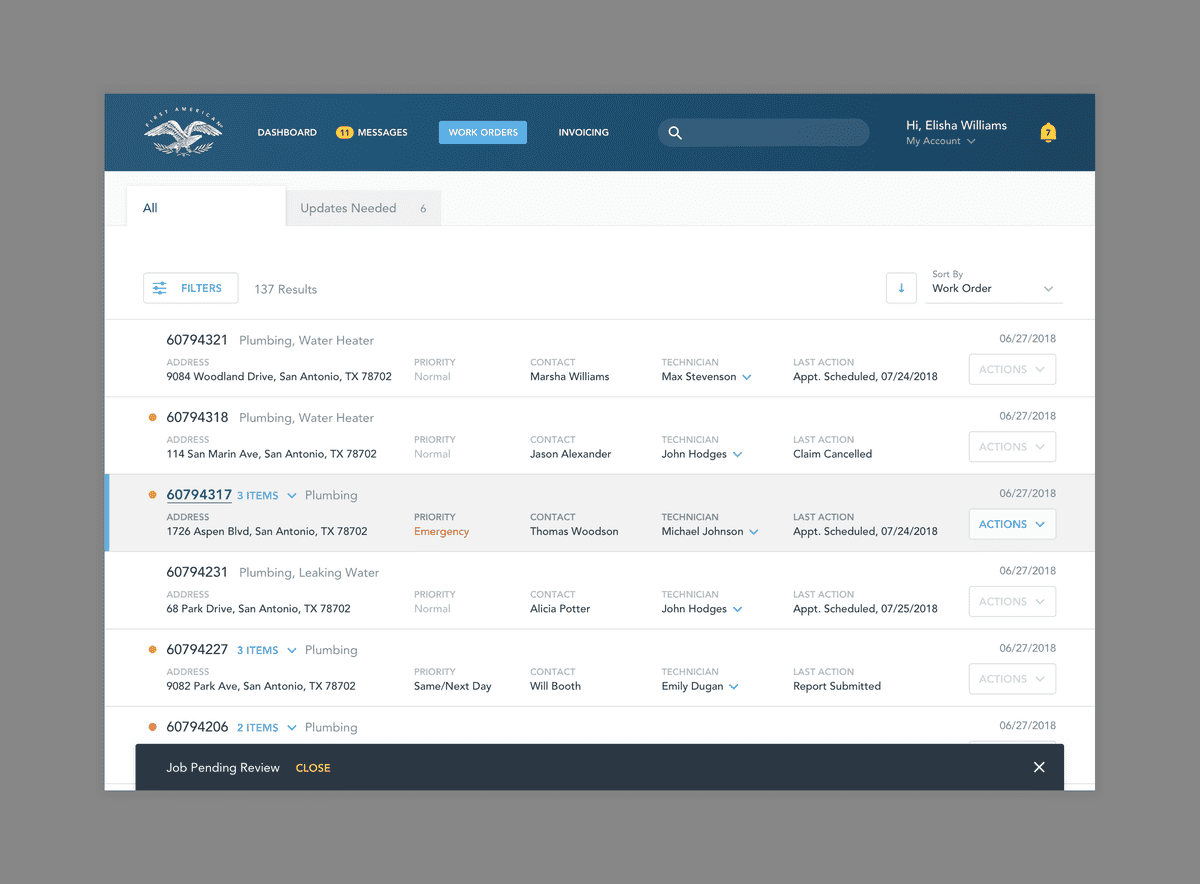 FIRST AMERICAN
DASHBOARD 11 MESSAGES WORK ORDERS INVOICING Hi, Elisha Williams 7
My Account
All Updates Needed 6
FILTERS 137 Results Sort By
Work Order
60794321 Plumbing, Water Heater 06/27/2018
ADDRESS PRIORITY CONTACT TECHNICIAN LAST ACTION ACTIONS
9084 Woodland Drive, San Antonio, TX 78702 Normal Marsha Williams Max Stevenson Appt. Scheduled, 07/24/2018
60794318 Plumbing, Water Heater 06/27/2018
ADDRESS PRIORITY CONTACT TECHNICIAN LAST ACTION ACTIONS
114 San Marin Ave, San Antonio, TX 78702 Normal Jason Alexander John Hodges Claim Cancelled
60794317 3 ITEMS Plumbing 06/27/2018
ADDRESS PRIORITY CONTACT TECHNICIAN LAST ACTION ACTIONS
1726 Aspen Blvd, San Antonio, TX 78702 Emergency Thomas Woodson Michael Johnson Appt. Scheduled, 07/24/2018
60794231 Plumbing, Leaking Water 06/27/2018
ADDRESS PRIORITY CONTACT TECHNICIAN LAST ACTION ACTIONS
68 Park Drive, San Antonio, TX 78702 Normal Alicia Potter John Hodges Appt. Scheduled, 07/25/2018
60794227 3 ITEMS Plumbing 06/27/2018
ADDRESS PRIORITY CONTACT TECHNICIAN LAST ACTION ACTIONS
9082 Park Ave, San Antonio, TX 78702 Same/Next Day Will Booth Emily Dugan Report Submitted
60794206 2 ITEMS Plumbing 06/27/2018
Job Pending Review CLOSE